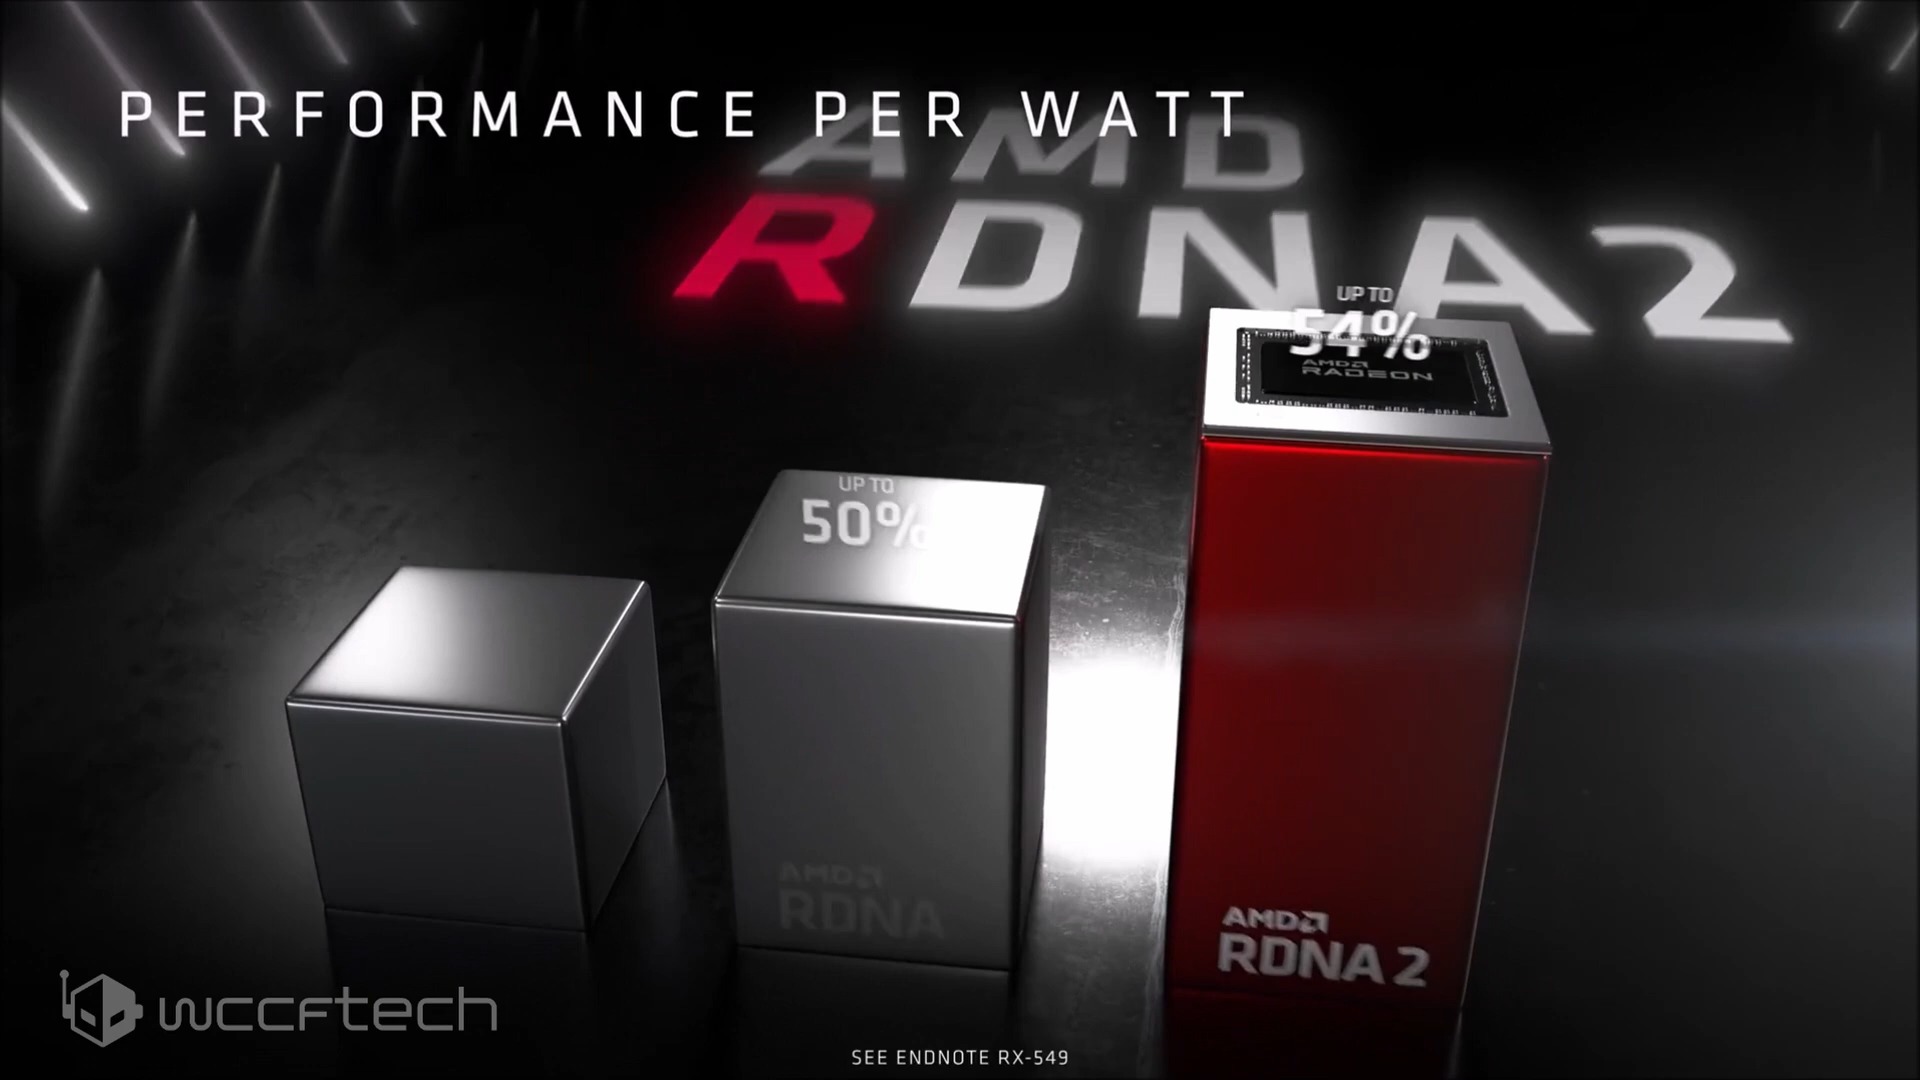 PERFORMANCE PER WATT
AMD
RDNA2
UP TO
54%
AMD
RADEON
UP TO
50%
AMD
RDNA
AMD
RDNA 2
wccftech
SEE ENDNOTE RX-549